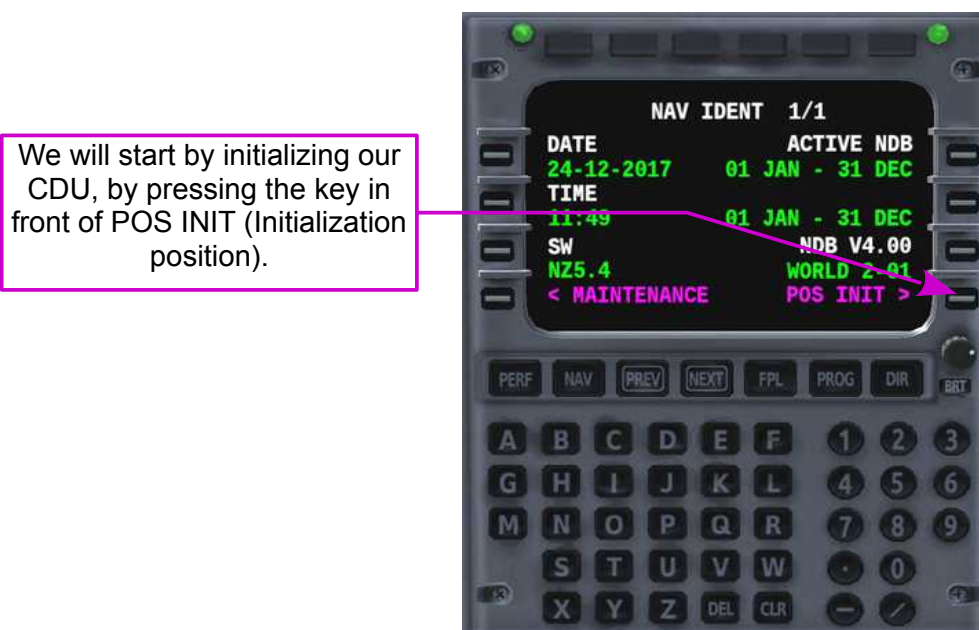 We will start by initializing our
CDU, by pressing the key in
front of POS INIT (Initialization
position).
NAV IDENT 1/1
DATE ACTIVE NDB
24-12-2017 01 JAN - 31 DEC
TIME
11:49 01 JAN - 31 DEC
SW NDB V4.00
NZ5.4 WORLD 2-01
< MAINTENANCE POS INIT >
PERF NAV PREV NEXT FPL PROG DIR BRT
A B C D E F 1 2 3
G H I J K L 4 5 6
M N O P Q R 7 8 9
S T U V W · 0
X Y Z DEL CLR - /